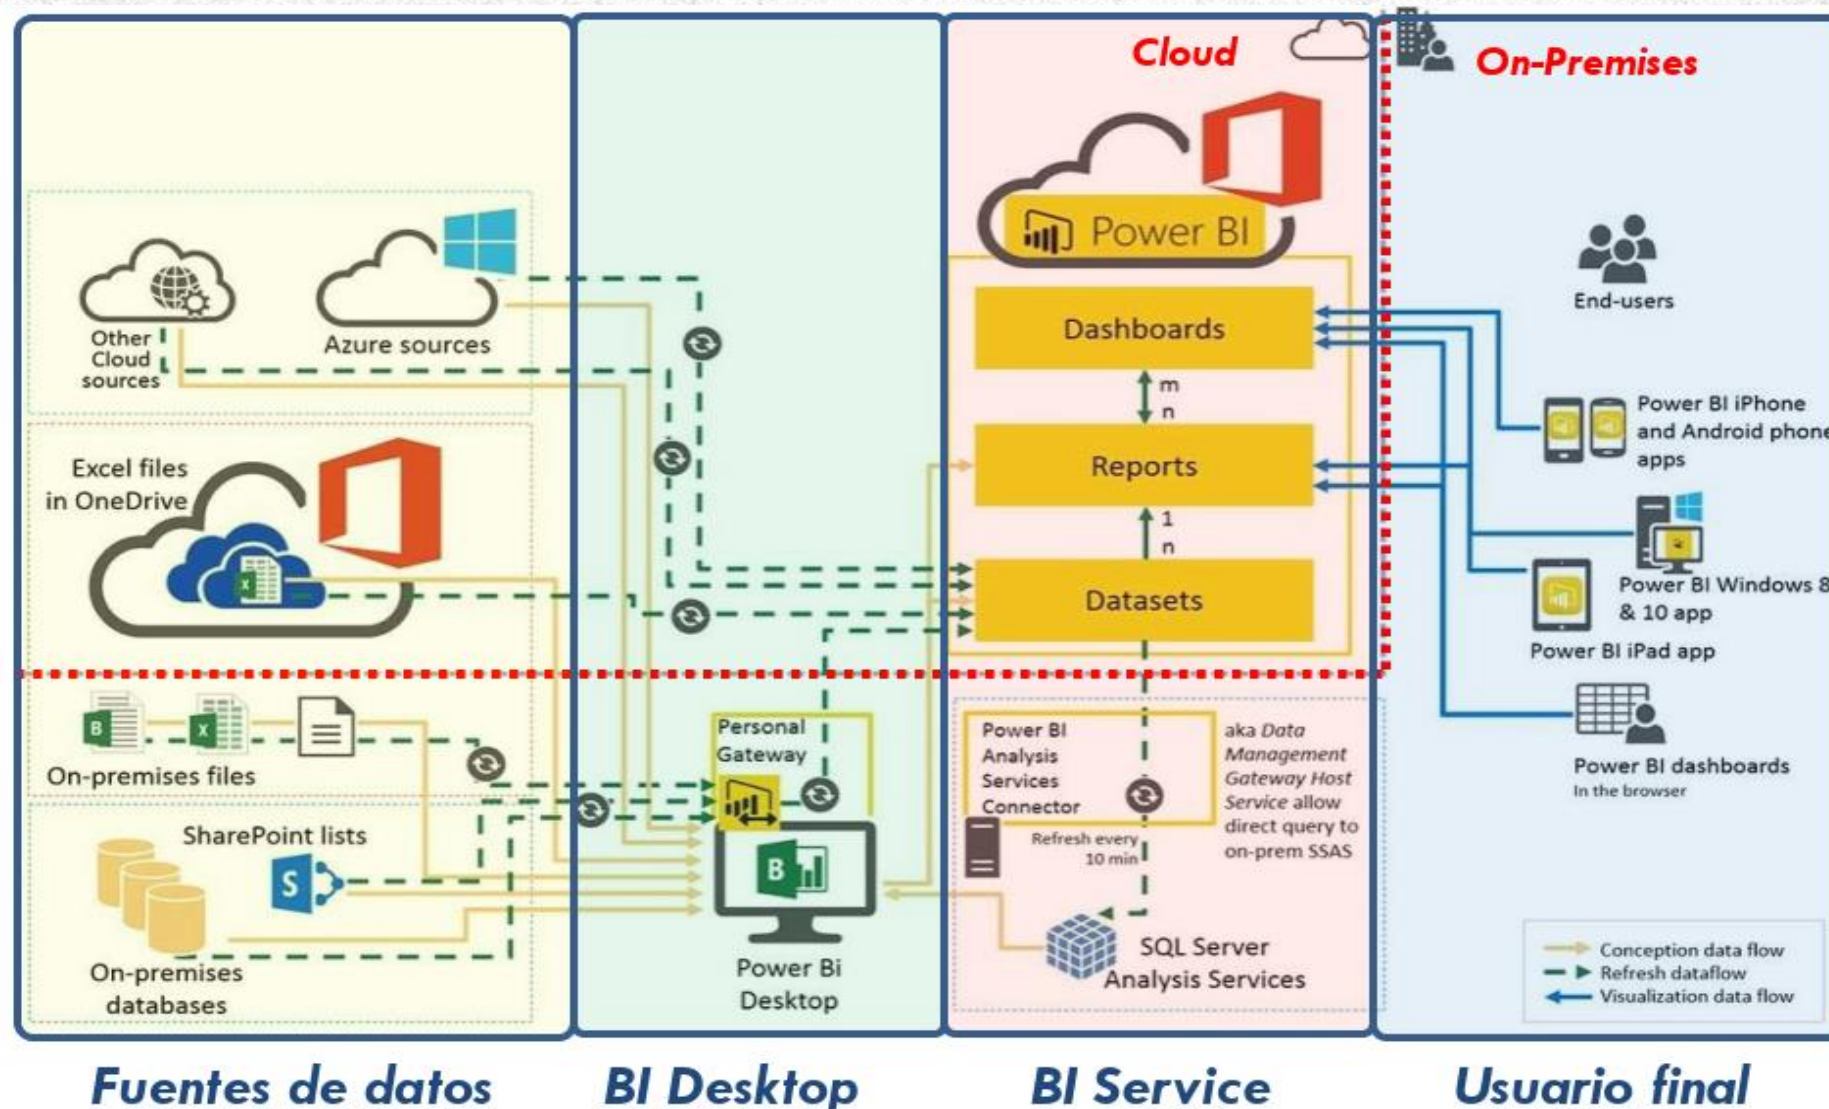 Cloud
On-Premises
Power BI
Other
Cloud
sources
Azure sources
Excel files
in OneDrive
X
B
X
On-premises files
SharePoint lists
S
On-premises
databases
Personal
Gateway
B
Power Bi
Desktop
Dashboards
m
n
Reports
1
n
Datasets
Power BI
Analysis
Services
Connector
aka Data
Management
Gateway Host
Service allow
direct query to
on-prem SSAS
Refresh every
10 min
SQL Server
Analysis Services
End-users
Power BI iPhone
and Android phone
apps
Power BI Windows 8
& 10 app
Power BI iPad app
Power BI dashboards
In the browser
Conception data flow
Refresh dataflow
Visualization data flow
Fuentes de datos
BI Desktop
BI Service
Usuario final